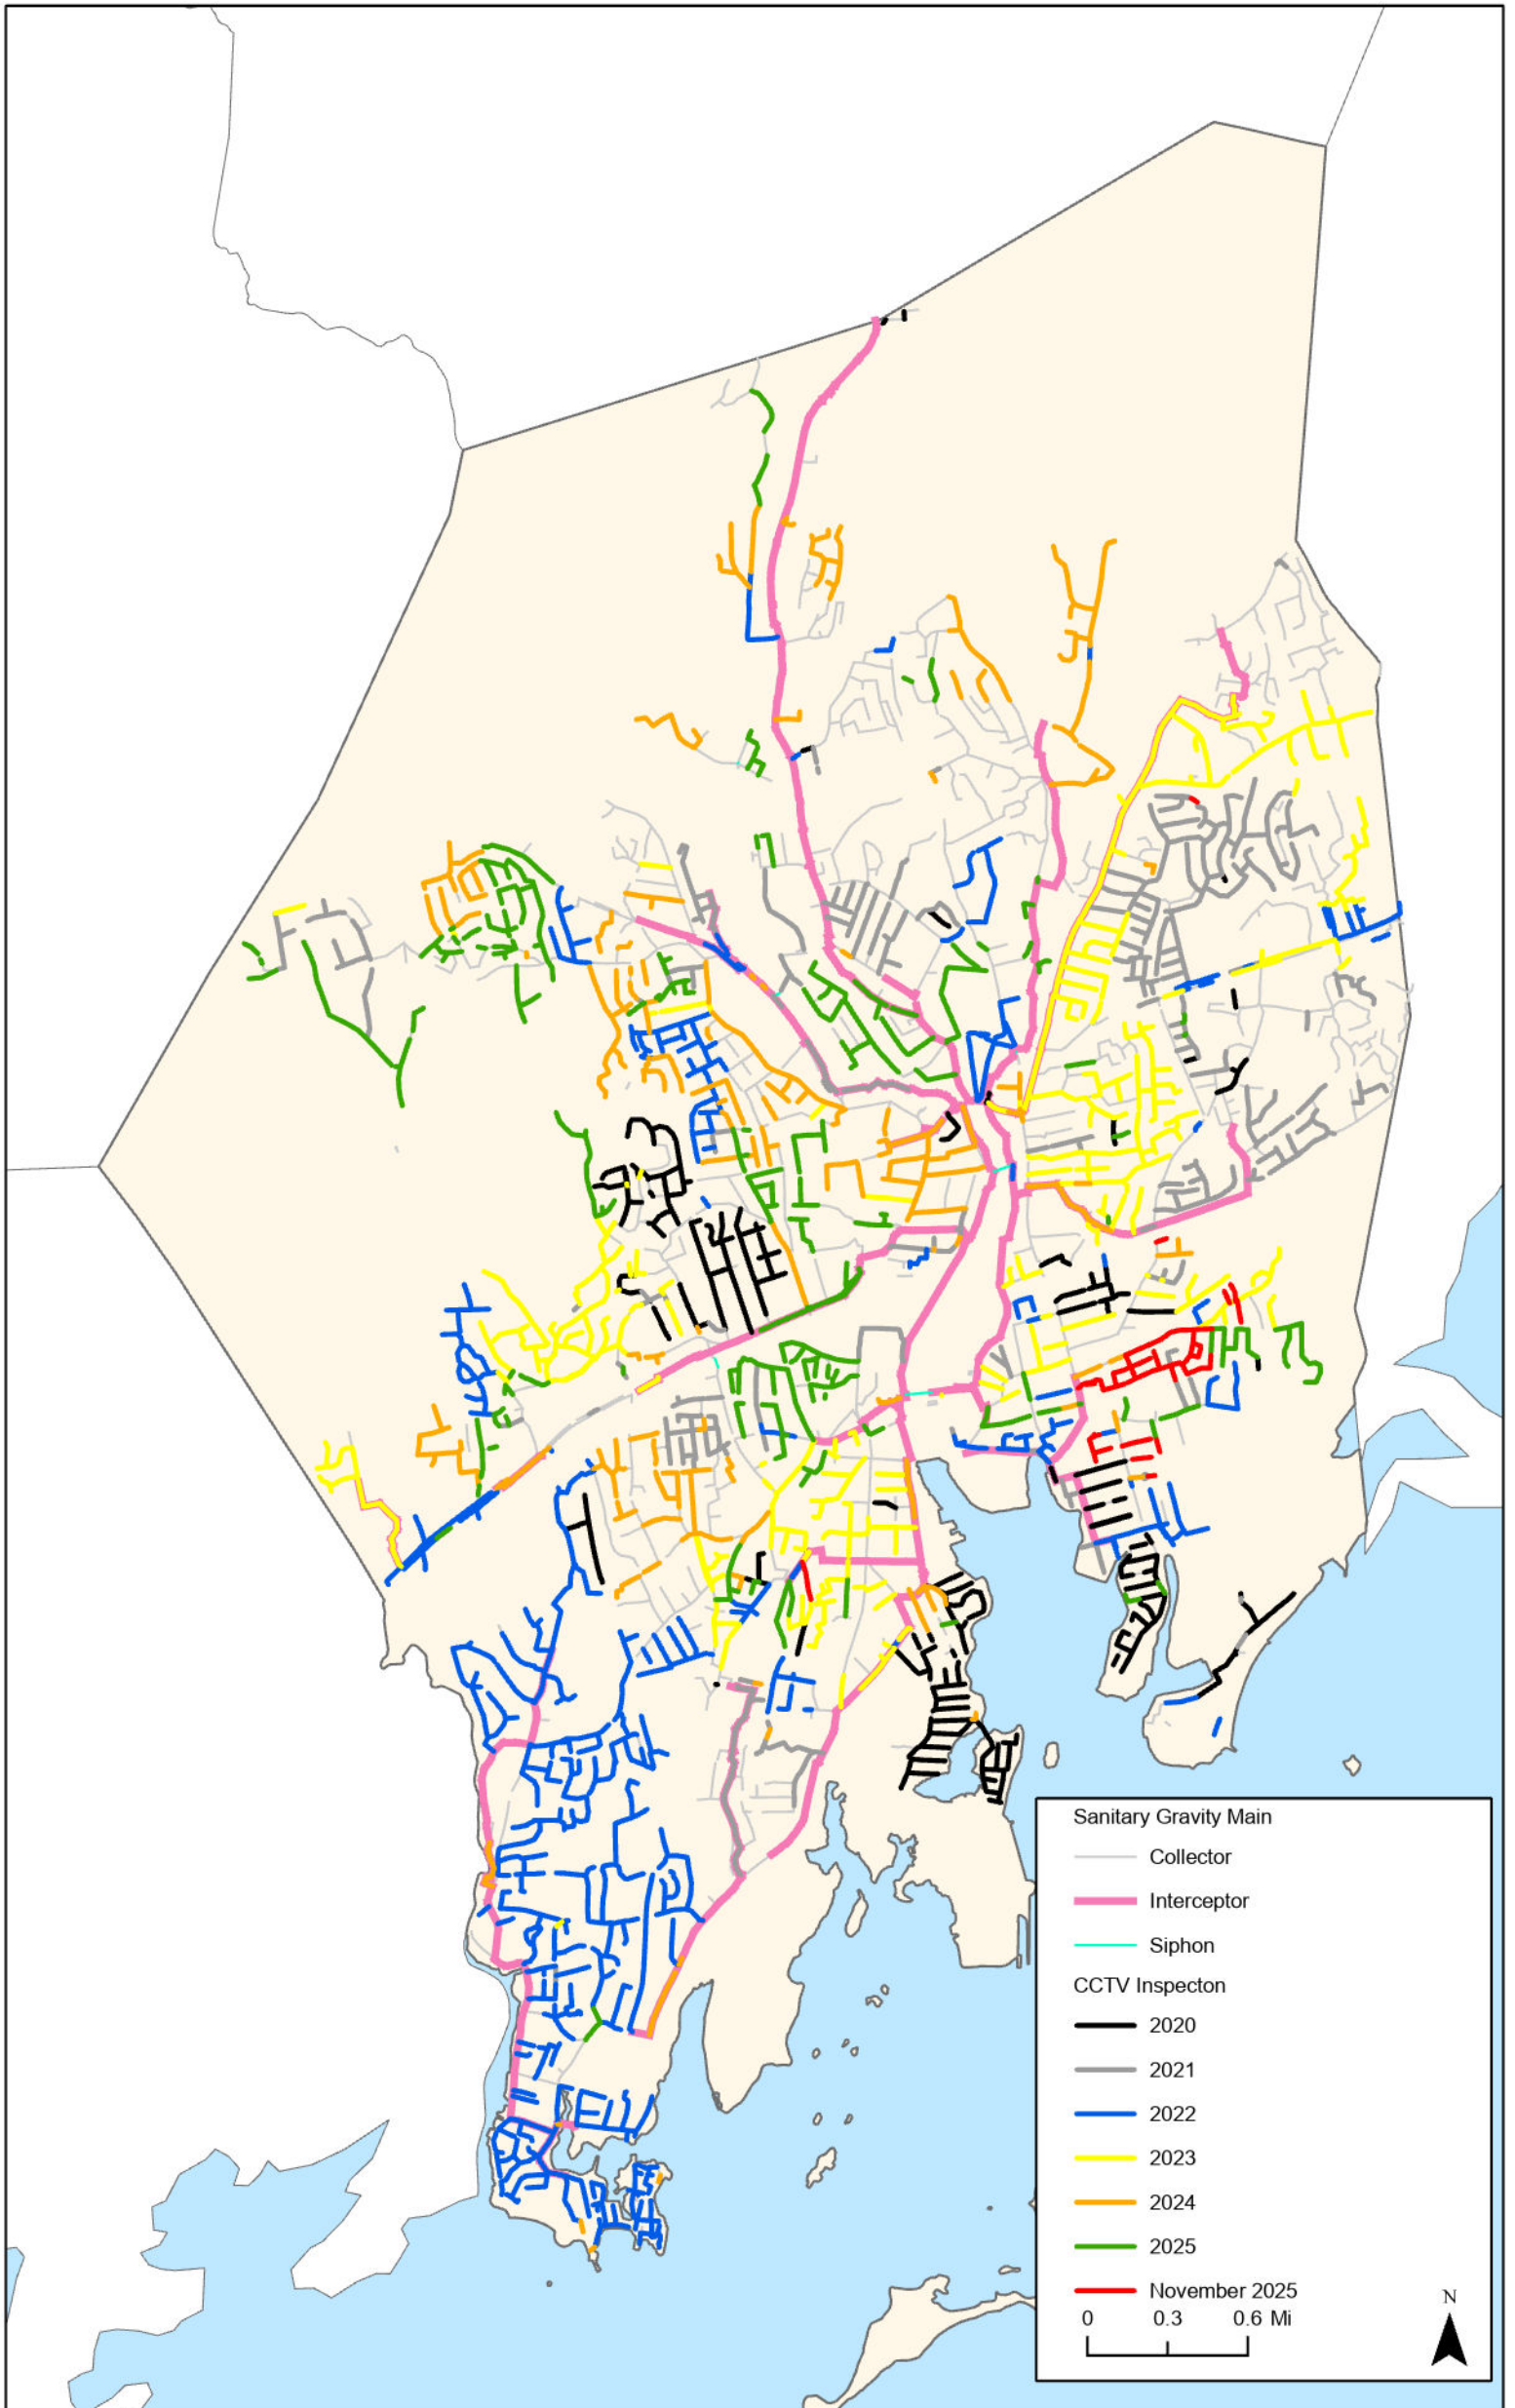 Sanitary Gravity Main
Collector
Interceptor
Siphon
CCTV Inspecton
2020
2021
2022
2023
2024
2025
November 2025
0 0.3 0.6 Mi
N